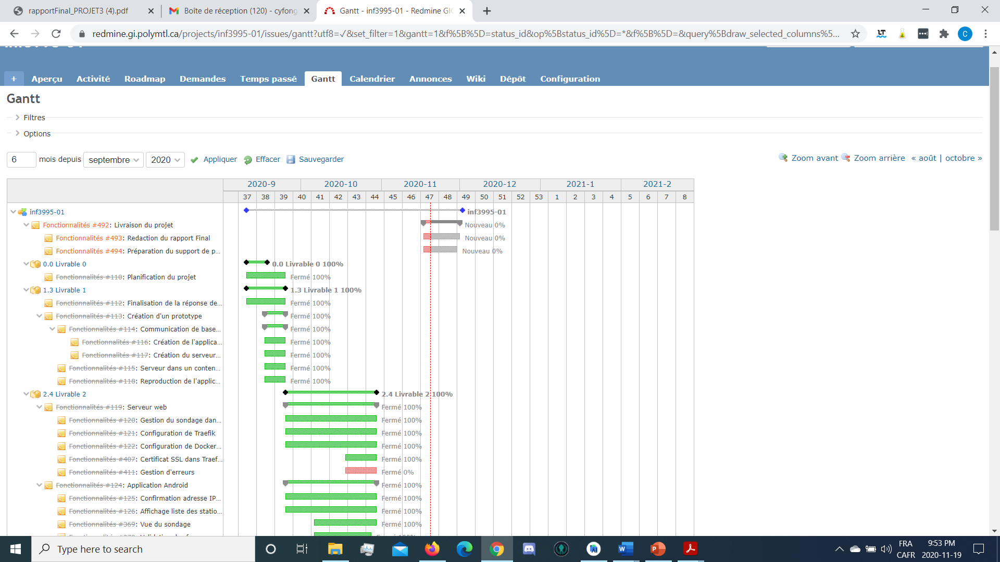 rapportFinal_PROJET3 (4).pdf
Boîte de réception (120) - cyfong
Gantt - inf3995-01 - Redmine GI
redmine.gi.polymtl.ca/projects/inf3995-01/issues/gantt?utf8=✓&set_filter=1&gantt=1&f%5B%5D=status_id&op%5Bstatus_id%5D=*&f%5B%5D=&query%5Bdraw_selected_columns%5...
LT
C
+ Aperçu Activité Roadmap Demandes Temps passé Gantt Calendrier Annonces Wiki Dépôt Configuration
Gantt
Filtres
Options
6 mois depuis septembre 2020 Appliquer Effacer Sauvegarder Zoom avant Zoom arrière « août | octobre »
2020-9 2020-10 2020-11 2020-12 2021-1 2021-2
37 38 39 40 41 42 43 44 45 46 47 48 49 50 51 52 53 1 2 3 4 5 6 7 8
inf3995-01 inf3995-01
Fonctionnalités #492: Livraison du projet Nouveau 0%
Fonctionnalités #493: Redaction du rapport Final Nouveau 0%
Fonctionnalités #494: Préparation du support de p... Nouveau 0%
0.0 Livrable 0 0.0 Livrable 0 100%
Fonctionnalités #110: Planification du projet Fermé 100%
1.3 Livrable 1 1.3 Livrable 1 100%
Fonctionnalités #112: Finalisation de la réponse de... Fermé 100%
Fonctionnalités #113: Création d'un prototype Fermé 100%
Fonctionnalités #114: Communication de base... Fermé 100%
Fonctionnalités #116: Création de l'applica... Fermé 100%
Fonctionnalités #117: Création du serveur... Fermé 100%
Fonctionnalités #115: Serveur dans un conten... Fermé 100%
Fonctionnalités #118: Reproduction de l'applic... Fermé 100%
2.4 Livrable 2 2.4 Livrable 2 100%
Fonctionnalités #119: Serveur web Fermé 100%
Fonctionnalités #120: Gestion du sondage dan... Fermé 100%
Fonctionnalités #121: Configuration de Traefik Fermé 100%
Fonctionnalités #122: Configuration de Docker... Fermé 100%
Fonctionnalités #407: Certificat SSL dans Traef... Fermé 100%
Fonctionnalités #411: Gestion d'erreurs Fermé 0%
Fonctionnalités #124: Application Android Fermé 100%
Fonctionnalités #125: Confirmation adresse IP... Fermé 100%
Fonctionnalités #126: Affichage liste des statio... Fermé 100%
Fonctionnalités #369: Vue du sondage Fermé 100%
Type here to search
FRA
CAFR
9:53 PM
2020-11-19